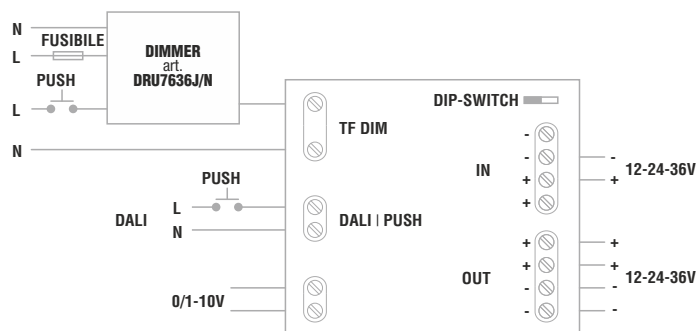 N
L
FUSIBILE
PUSH
L
N
DIMMER
art.
DRU7636J/N
TF DIM
DIP-SWITCH
IN
-
-
+
+
-
+
12-24-36V
PUSH
DALI
L
N
DALI | PUSH
OUT
+
+
-
-
+
+
-
-
12-24-36V
0/1-10V